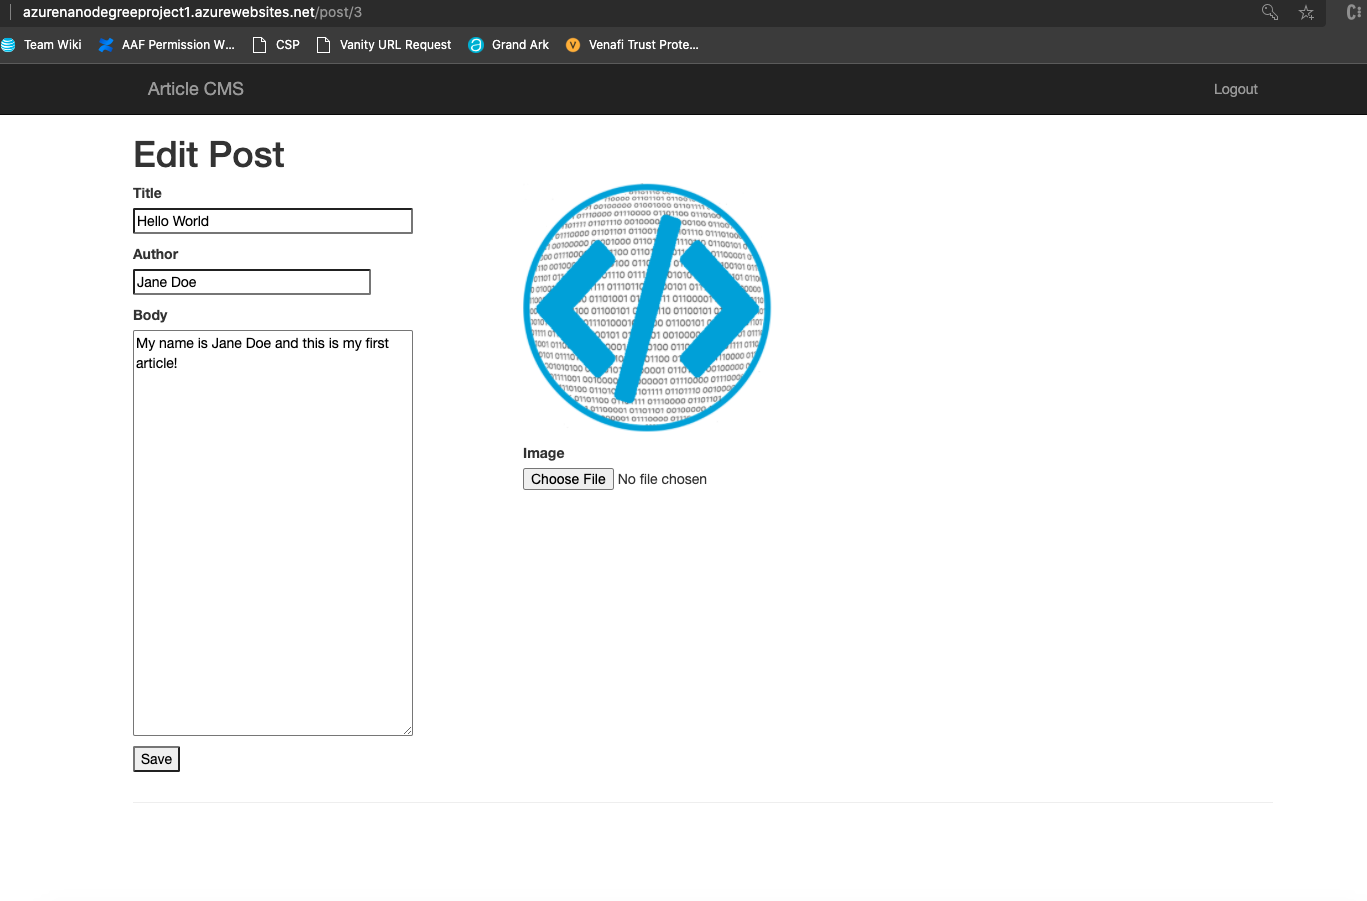 azurenanodegreeproject1.azurewebsites.net/post/3
Team Wiki AAF Permission W... CSP Vanity URL Request Grand Ark Venafi Trust Prote...
Article CMS Logout
Edit Post
Title
Hello World
Author
Jane Doe
Body
My name is Jane Doe and this is my first
article!
Image
Choose File No file chosen
Save